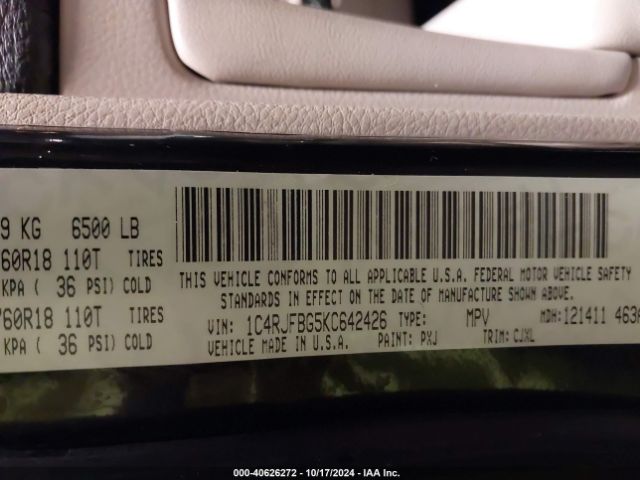 9 KG 6500 LB
60R18 110T TIRES
KPA ( 36 PSI) COLD
60R18 110T TIRES
KPA ( 36 PSI) COLD
THIS VEHICLE CONFORMS TO ALL APPLICABLE U.S.A. FEDERAL MOTOR VEHICLE SAFETY
STANDARDS IN EFFECT ON THE DATE OF MANUFACTURE SHOWN ABOVE.
VIN: 1C4RJFBG5KC642426 TYPE: MPV MDH:121411 463A
VEHICLE MADE IN U.S.A. PAINT: PXJ TRIM:CJXL
000-40626272 - 10/17/2024 - IAA Inc.